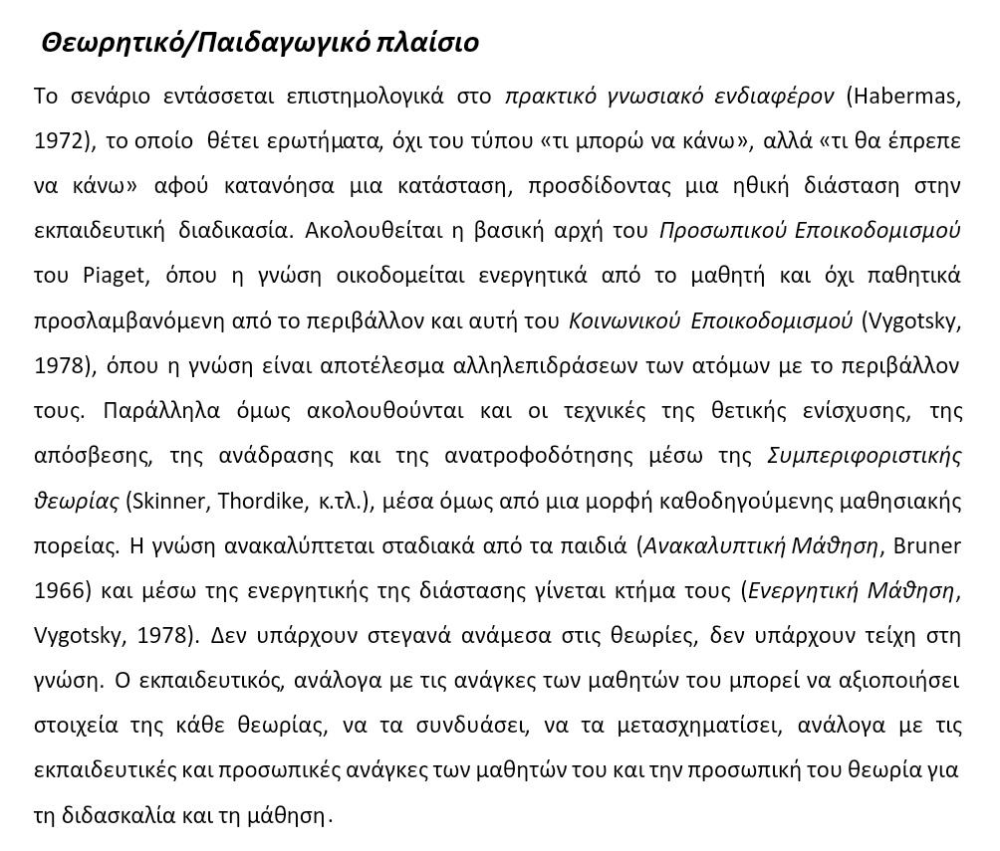 Θεωρητικό/Παιδαγωγικό πλαίσιο
Το σενάριο εντάσσεται επιστημολογικά στο πρακτικό γνωσιακό ενδιαφέρον (Habermas,
1972), το οποίο θέτει ερωτήματα, όχι του τύπου «τι μπορώ να κάνω», αλλά «τι θα έπρεπε
να κάνω» αφού κατανόησα μια κατάσταση, προσδίδοντας μια ηθική διάσταση στην
εκπαιδευτική διαδικασία. Ακολουθείται η βασική αρχή του Προσωπικού Εποικοδομισμού
του Piaget, όπου η γνώση οικοδομείται ενεργητικά από το μαθητή και όχι παθητικά
προσλαμβανόμενη από το περιβάλλον και αυτή του Κοινωνικού Εποικοδομισμού (Vygotsky,
1978), όπου η γνώση είναι αποτέλεσμα αλληλεπιδράσεων των ατόμων με το περιβάλλον
τους. Παράλληλα όμως ακολουθούνται και οι τεχνικές της θετικής ενίσχυσης, της
απόσβεσης, της ανάδρασης και της ανατροφοδότησης μέσω της Συμπεριφοριστικής
θεωρίας (Skinner, Thordike, κ.τλ.), μέσα όμως από μια μορφή καθοδηγούμενης μαθησιακής
πορείας. Η γνώση ανακαλύπτεται σταδιακά από τα παιδιά (Ανακαλυπτική Μάθηση, Bruner
1966) και μέσω της ενεργητικής της διάστασης γίνεται κτήμα τους (Ενεργητική Μάθηση,
Vygotsky, 1978). Δεν υπάρχουν στεγανά ανάμεσα στις θεωρίες, δεν υπάρχουν τείχη στη
γνώση. Ο εκπαιδευτικός, ανάλογα με τις ανάγκες των μαθητών του μπορεί να αξιοποιήσει
στοιχεία της κάθε θεωρίας, να τα συνδυάσει, να τα μετασχηματίσει, ανάλογα με τις
εκπαιδευτικές και προσωπικές ανάγκες των μαθητών του και την προσωπική του θεωρία για
τη διδασκαλία και τη μάθηση.